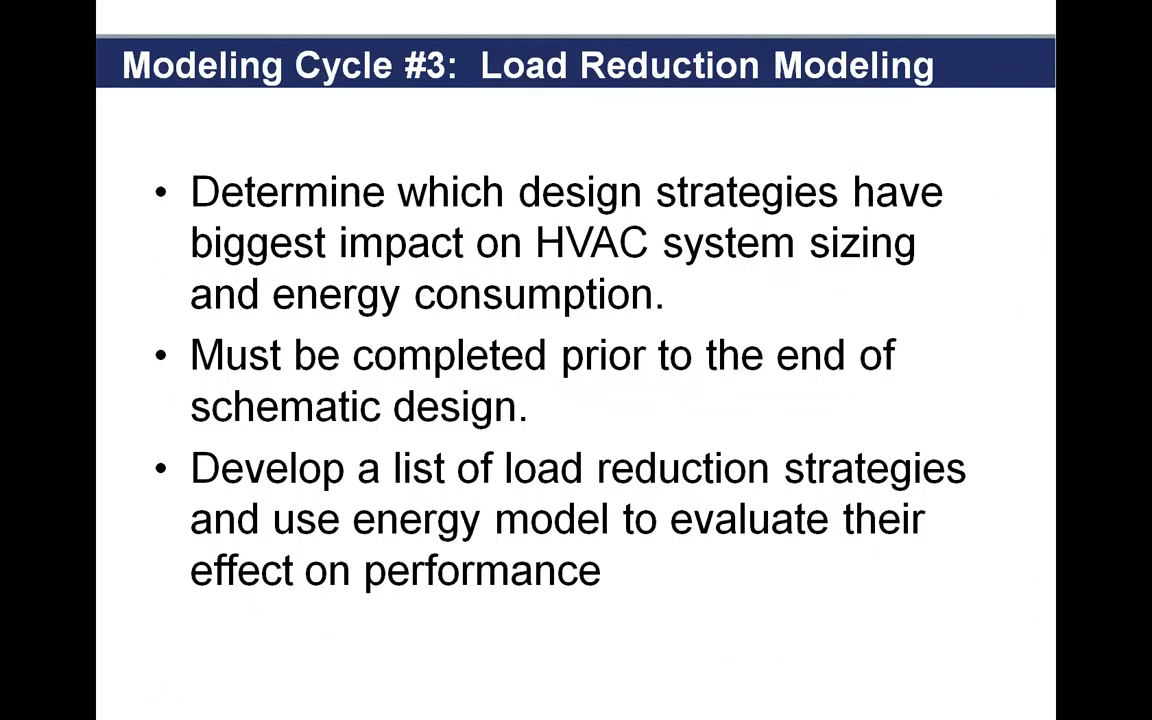 Modeling Cycle #3:  Load Reduction Modeling
• Determine which design strategies have
biggest impact on HVAC system sizing
and energy consumption.
• Must be completed prior to the end of
schematic design.
• Develop a list of load reduction strategies
and use energy model to evaluate their
effect on performance